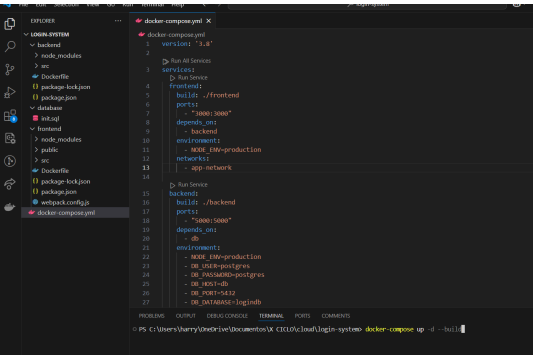 File Edit Selection View Go Run Terminal Help
login-system
EXPLORER
LOGIN-SYSTEM
backend
node_modules
src
Dockerfile
package-lock.json
package.json
database
init.sql
frontend
node_modules
public
src
Dockerfile
package-lock.json
package.json
webpack.config.js
docker-compose.yml
docker-compose.yml
docker-compose.yml
1 version: '3.8'
2
Run All Services
3 services:
Run Service
4 frontend:
5 build: ./frontend
6 ports:
7 - "3000:3000"
8 depends_on:
9 - backend
10 environment:
11 - NODE_ENV=production
12 networks:
13 - app-network
14
Run Service
15 backend:
16 build: ./backend
17 ports:
18 - "5000:5000"
19 depends_on:
20 - db
21 environment:
22 - NODE_ENV=production
23 - DB_USER=postgres
24 - DB_PASSWORD=postgres
25 - DB_HOST=db
26 - DB_PORT=5432
27 - DB_DATABASE=logindb
PROBLEMS OUTPUT DEBUG CONSOLE TERMINAL PORTS COMMENTS
PS C:\Users\harry\OneDrive\Documentos\X CICLO\cloud\login-system> docker-compose up -d --build